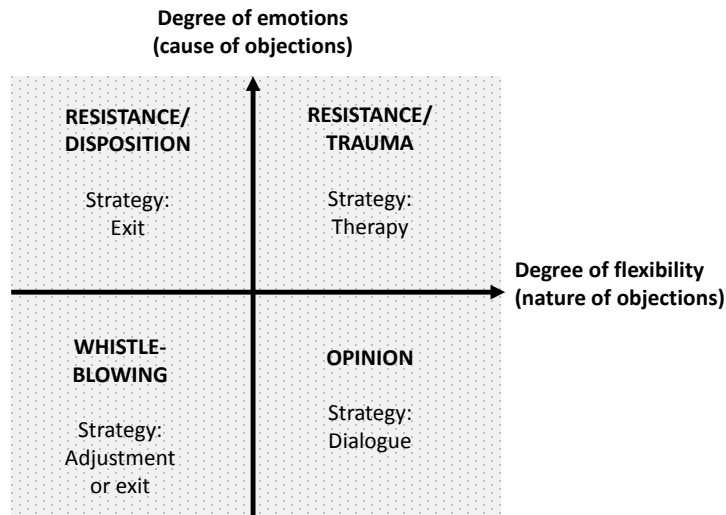 Degree of emotions
(cause of objections)
RESISTANCE/
DISPOSITION
Strategy:
Exit
RESISTANCE/
TRAUMA
Strategy:
Therapy
Degree of flexibility
(nature of objections)
WHISTLE-
BLOWING
Strategy:
Adjustment
or exit
OPINION
Strategy:
Dialogue